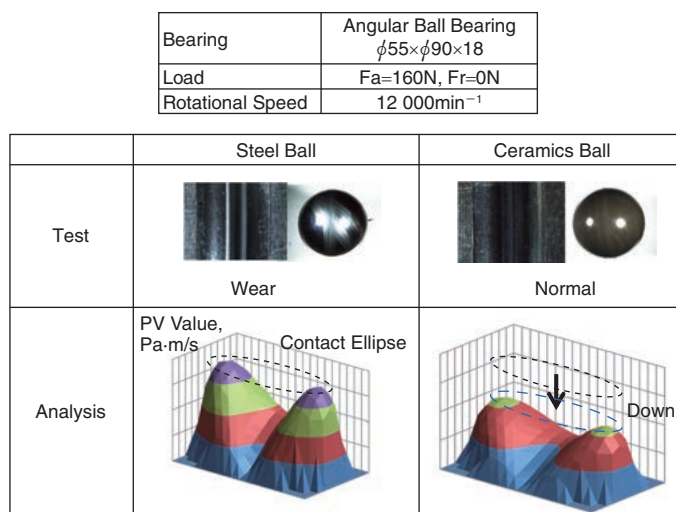 Bearing
Angular Ball Bearing
ϕ55×ϕ90×18
Load
Fa=160N, Fr=0N
Rotational Speed
12 000min⁻¹
Steel Ball
Ceramics Ball
Test
Wear
Normal
Analysis
PV Value,
Pa·m/s
Contact Ellipse
Down